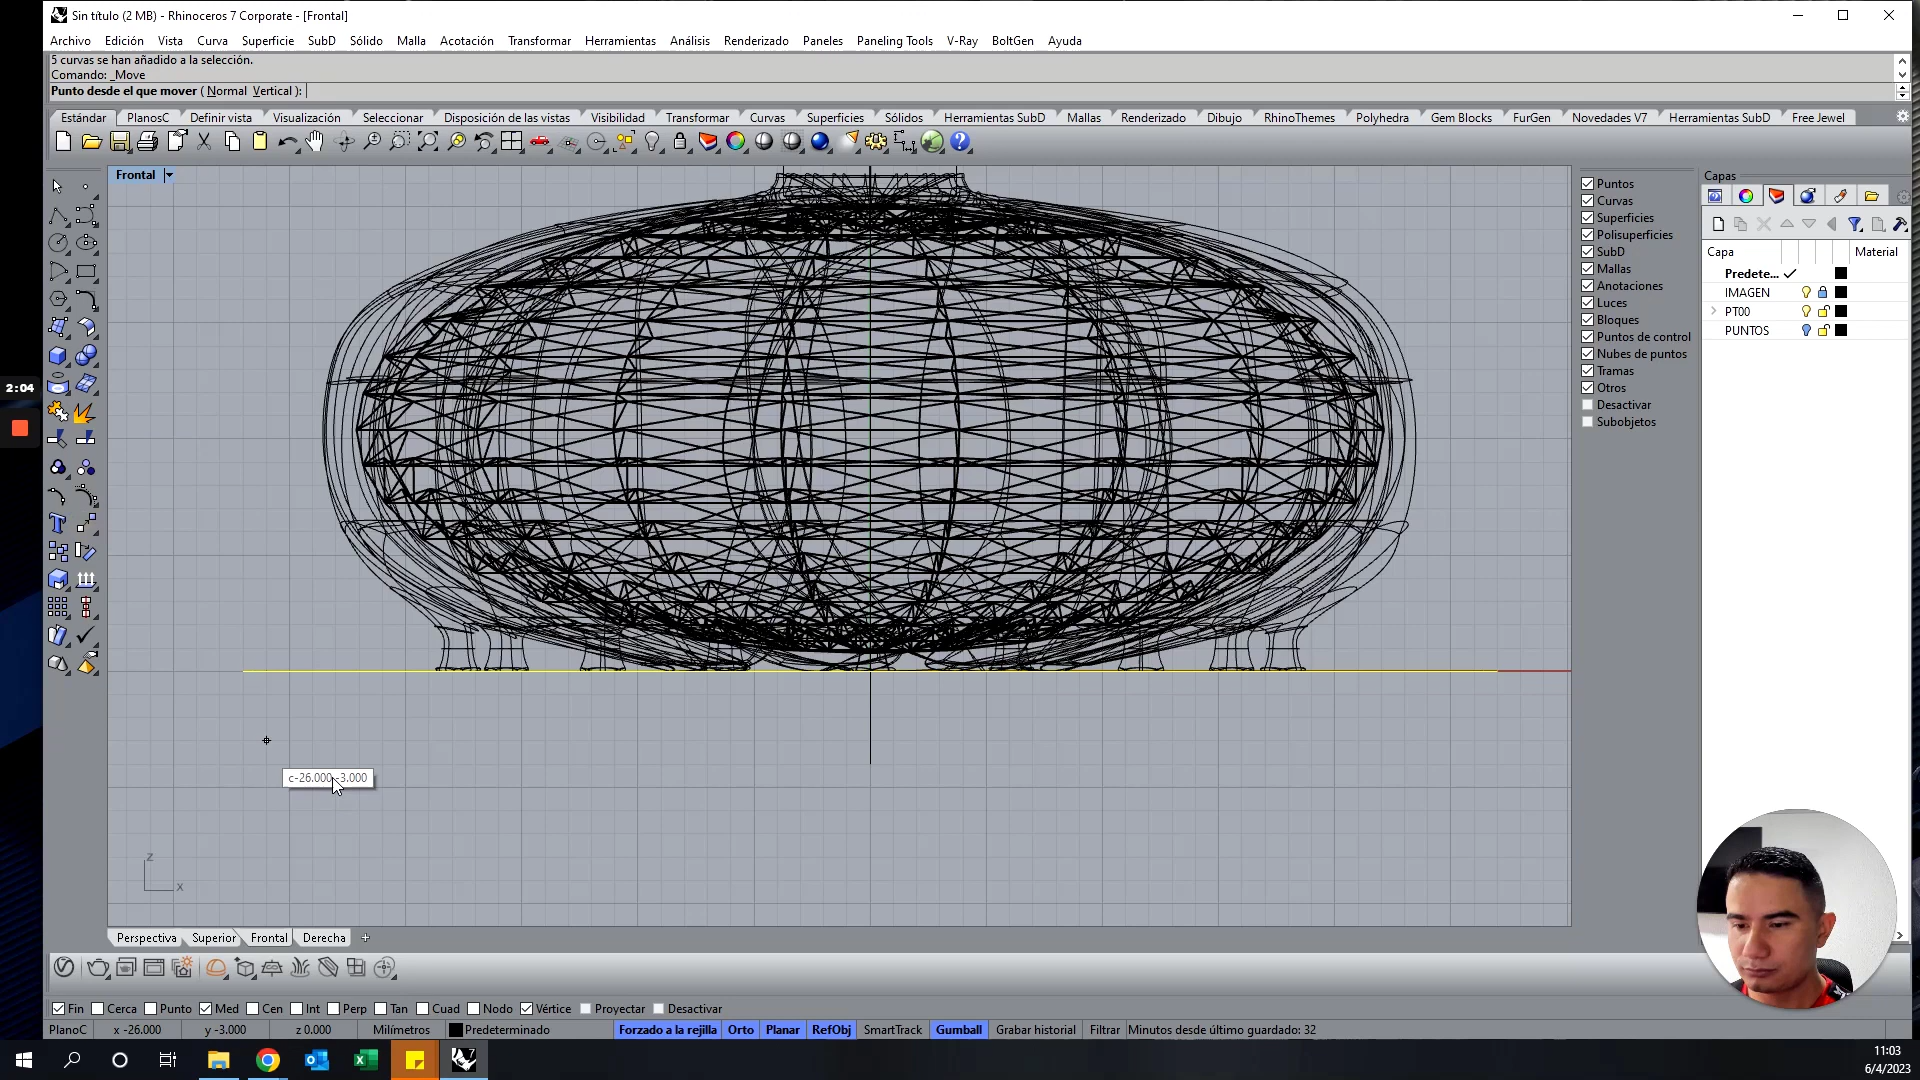 Sin título (2 MB) - Rhinoceros 7 Corporate - [Frontal]
Archivo Edición Vista Curva Superficie SubD Sólido Malla Acotación Transformar Herramientas Análisis Renderizado Paneles Paneling Tools V-Ray BoltGen Ayuda
5 curvas se han añadido a la selección.
Comando: _Move
Punto desde el que mover ( Normal Vertical ):
Estándar PlanosC Definir vista Visualización Seleccionar Disposición de las vistas Visibilidad Transformar Curvas Superficies Sólidos Herramientas SubD Mallas Renderizado Dibujo RhinoThemes Polyhedra Gem Blocks FurGen Novedades V7 Herramientas SubD Free Jewel
Frontal
Puntos
Curvas
Superficies
Polisuperficies
SubD
Mallas
Anotaciones
Luces
Bloques
Puntos de control
Nubes de puntos
Tramas
Otros
Desactivar
Subobjetos
Capas
Capa Material
Predete...
IMAGEN
PT00
PUNTOS
2:04
c-26.000,-3.000
z
x
Perspectiva Superior Frontal Derecha
Fin Cerca Punto Med Cen Int Perp Tan Cuad Nodo Vértice Proyectar Desactivar
PlanoC x -26.000 y -3.000 z 0.000 Milímetros Predeterminado Forzado a la rejilla Orto Planar RefObj SmartTrack Gumball Grabar historial Filtrar Minutos desde último guardado: 32
11:03
6/4/2023